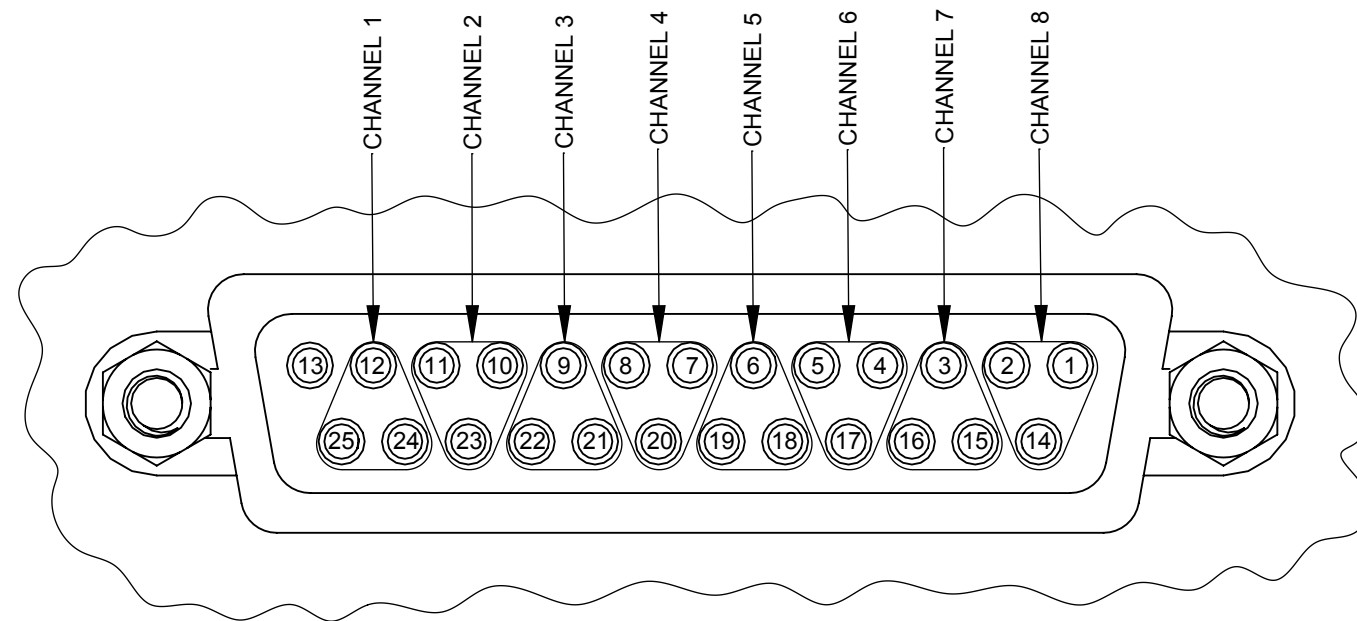 CHANNEL 1
CHANNEL 2
CHANNEL 3
CHANNEL 4
CHANNEL 5
CHANNEL 6
CHANNEL 7
CHANNEL 8
13 12 11 10 9 8 7 6 5 4 3 2 1
25 24 23 22 21 20 19 18 17 16 15 14